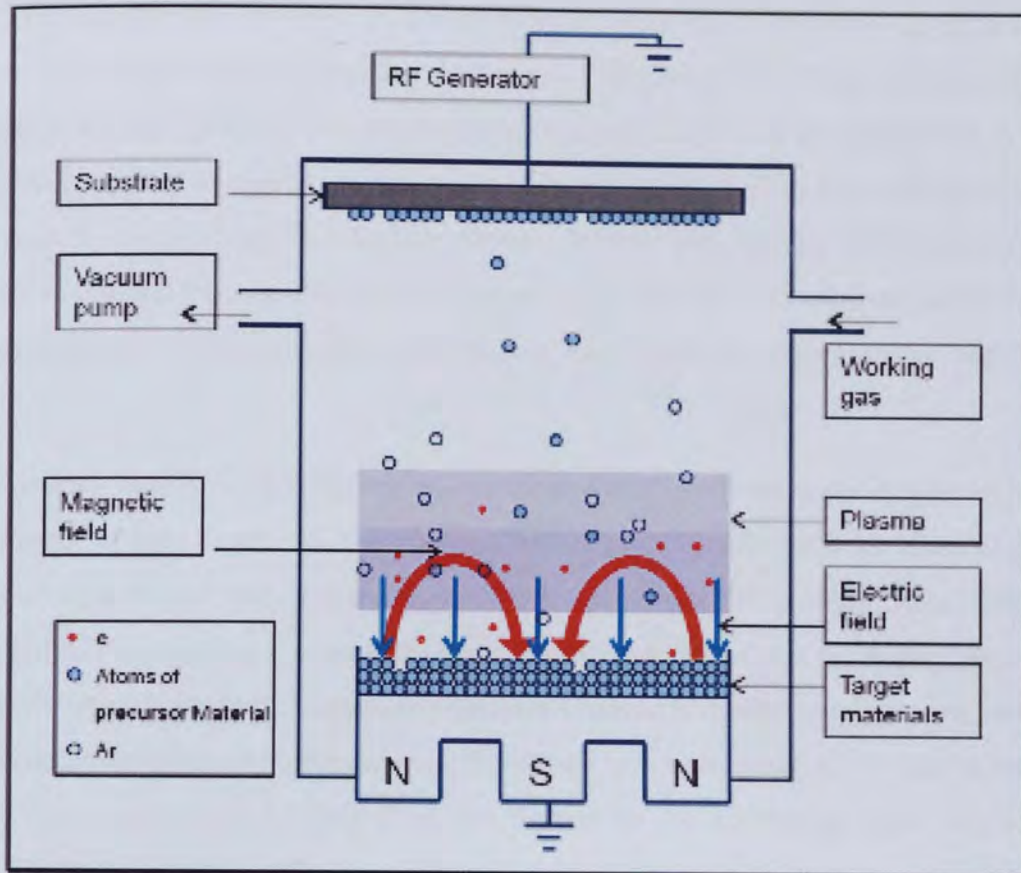 RF Generator
Substrate
Vacuum
pump
Working
gas
Magnetic
field
Plasma
Electric
field
e
Atoms of
precursor Material
Ar
Target
materials
N S N